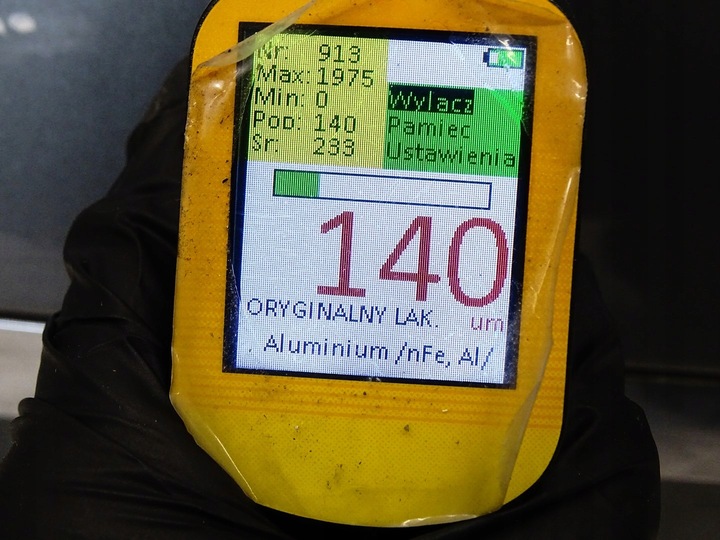 Nr: 913
Max: 1975
Min: 0
Pop: 140
Sr: 233
Wylacz
Pamiec
Ustawienia
140
um
ORYGINALNY LAK.
Aluminium /nFe, Al/